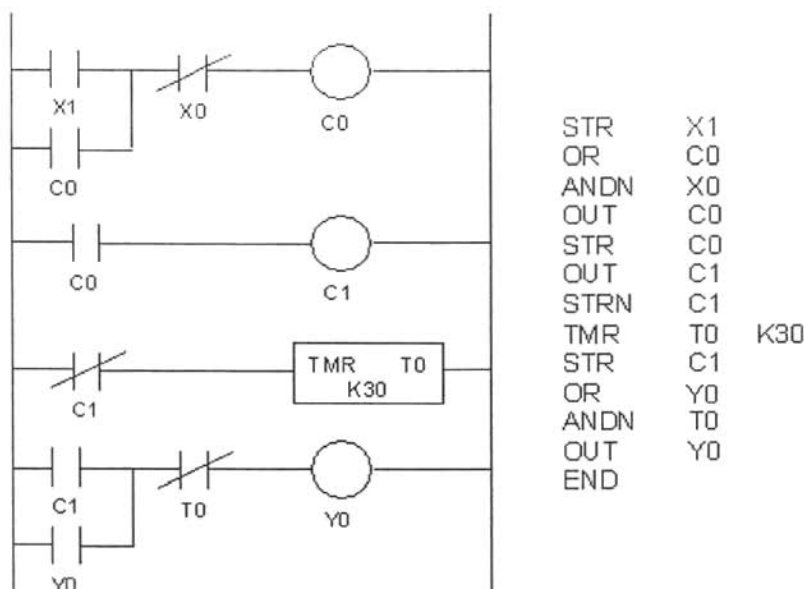 X1
X0
C0
C0
C0
C1
C1
TMR T0
K30
C1
T0
Y0
Y0
STR X1
OR C0
ANDN X0
OUT C0
STR C0
OUT C1
STRN C1
TMR T0 K30
STR C1
OR Y0
ANDN T0
OUT Y0
END